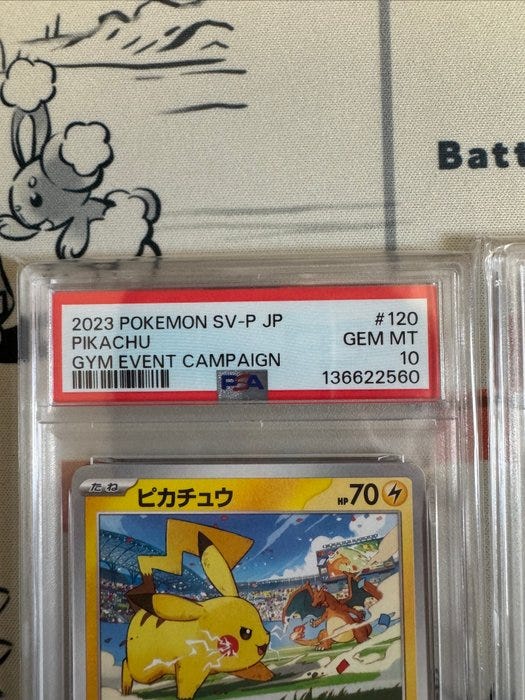 Batt
2023 POKEMON SV-P JP #120
PIKACHU GEM MT
GYM EVENT CAMPAIGN 10
PSA 136622560
たね ピカチュウ HP70